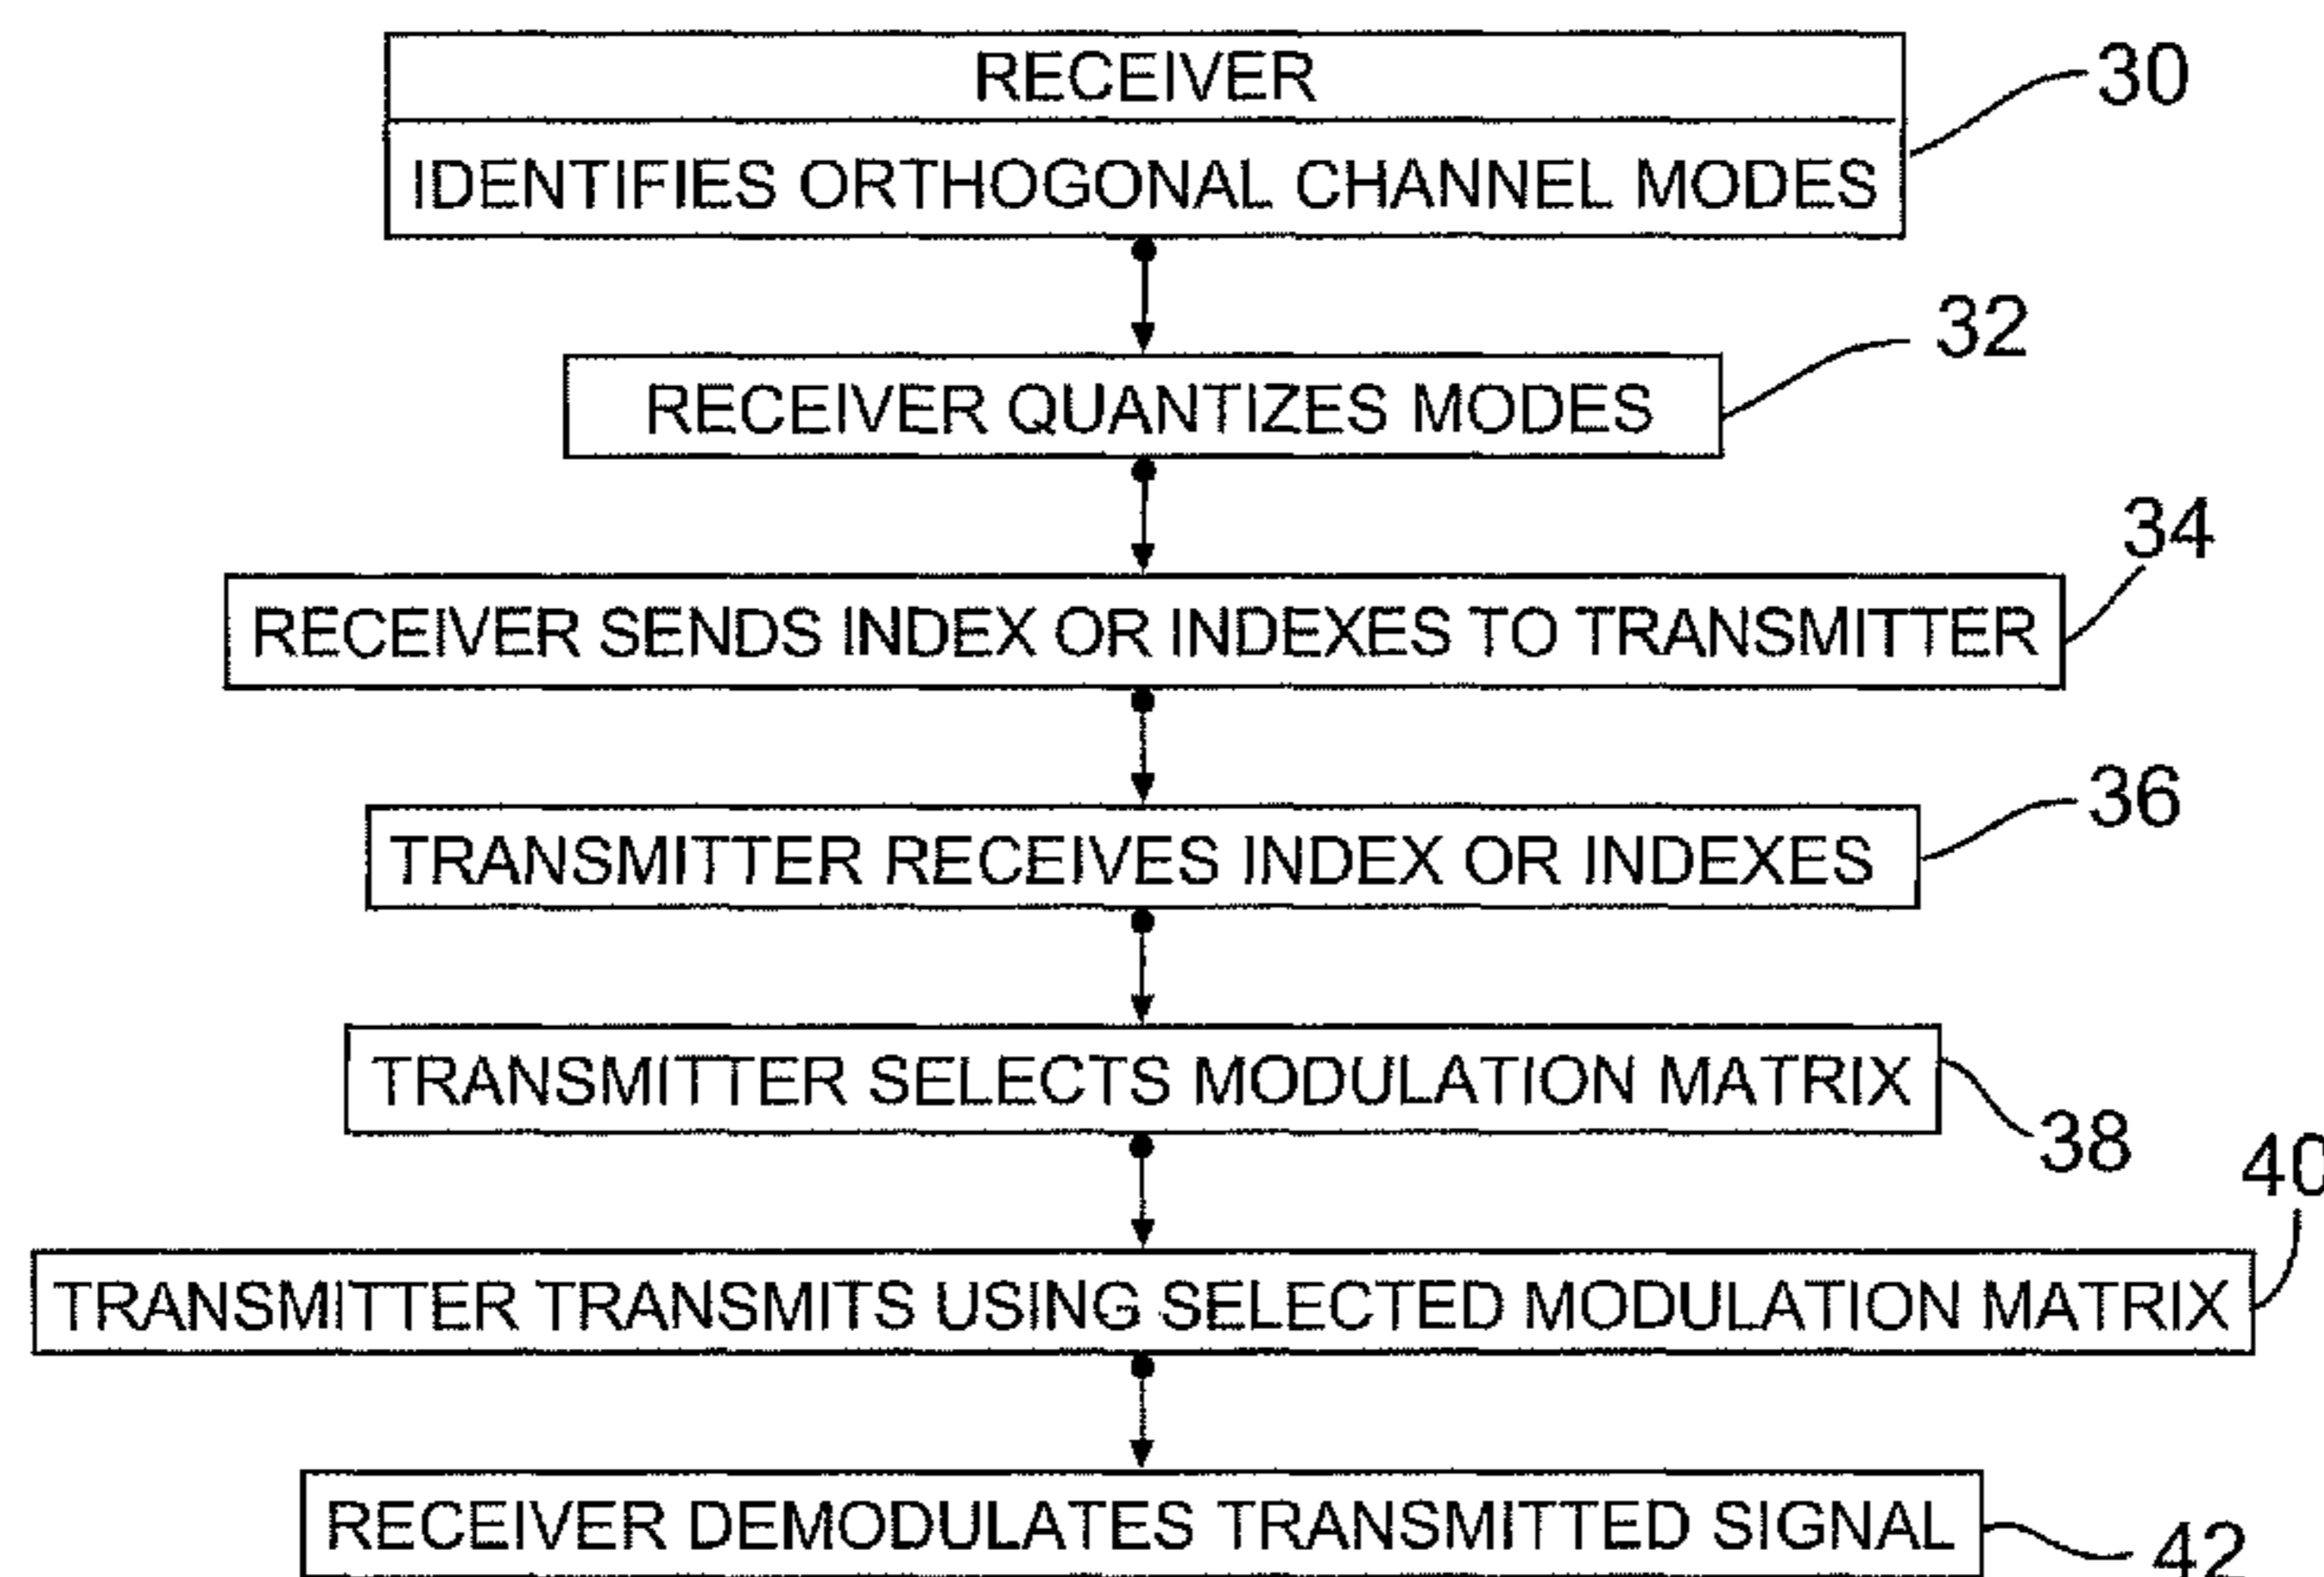 RECEIVER
30
IDENTIFIES ORTHOGONAL CHANNEL MODES
32
RECEIVER QUANTIZES MODES
34
RECEIVER SENDS INDEX OR INDEXES TO TRANSMITTER
36
TRANSMITTER RECEIVES INDEX OR INDEXES
TRANSMITTER SELECTS MODULATION MATRIX
38
40
TRANSMITTER TRANSMITS USING SELECTED MODULATION MATRIX
RECEIVER DEMODULATES TRANSMITTED SIGNAL
42